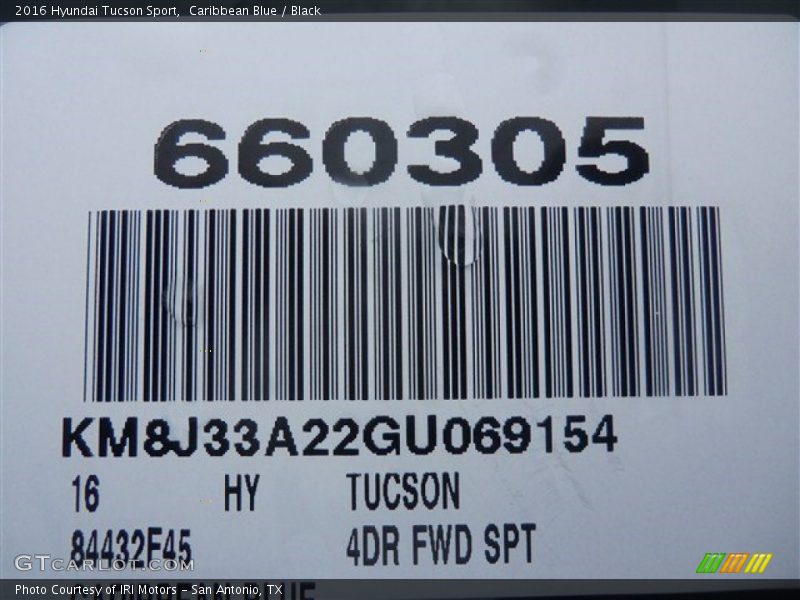 2016 Hyundai Tucson Sport, Caribbean Blue / Black
660305
KM8J33A22GU069154
16 HY TUCSON
84432F45 4DR FWD SPT
GTCarLot.com
Photo Courtesy of IRI Motors - San Antonio, TX